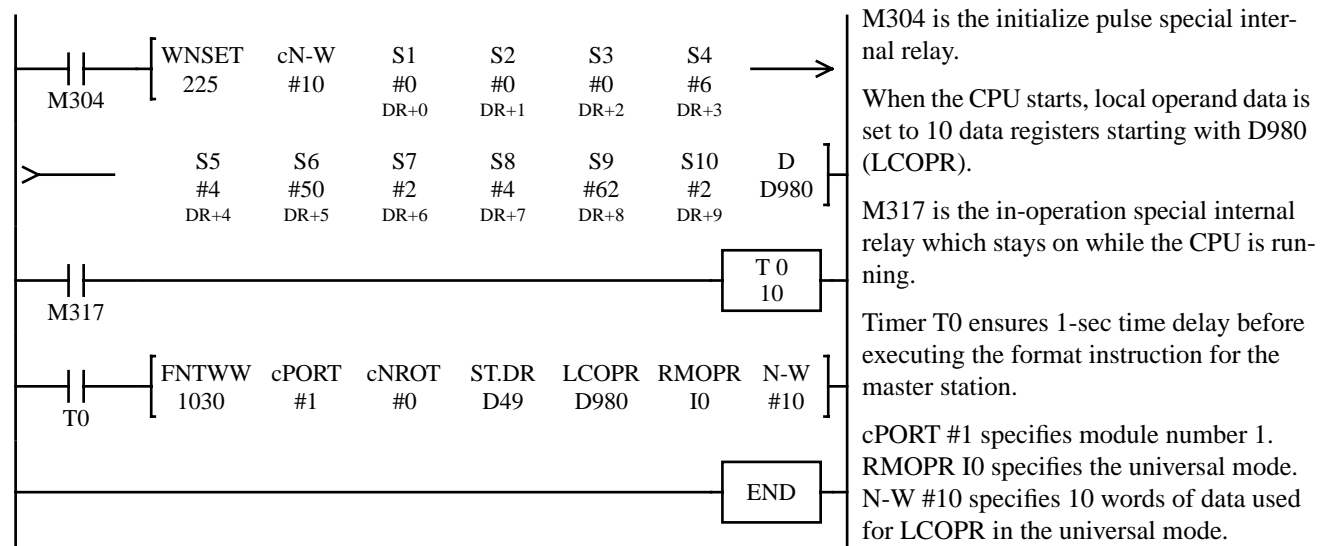 WNSET cN-W S1 S2 S3 S4
225 #10 #0 #0 #0 #6
M304 DR+0 DR+1 DR+2 DR+3
S5 S6 S7 S8 S9 S10 D
#4 #50 #2 #4 #62 #2 D980
DR+4 DR+5 DR+6 DR+7 DR+8 DR+9
T 0
10
M317
FNTWW cPORT cNROT ST.DR LCOPR RMOPR N-W
1030 #1 #0 D49 D980 I0 #10
T0
END
M304 is the initialize pulse special inter-
nal relay.
When the CPU starts, local operand data is
set to 10 data registers starting with D980
(LCOPR).
M317 is the in-operation special internal
relay which stays on while the CPU is run-
ning.
Timer T0 ensures 1-sec time delay before
executing the format instruction for the
master station.
cPORT #1 specifies module number 1.
RMOPR I0 specifies the universal mode.
N-W #10 specifies 10 words of data used
for LCOPR in the universal mode.